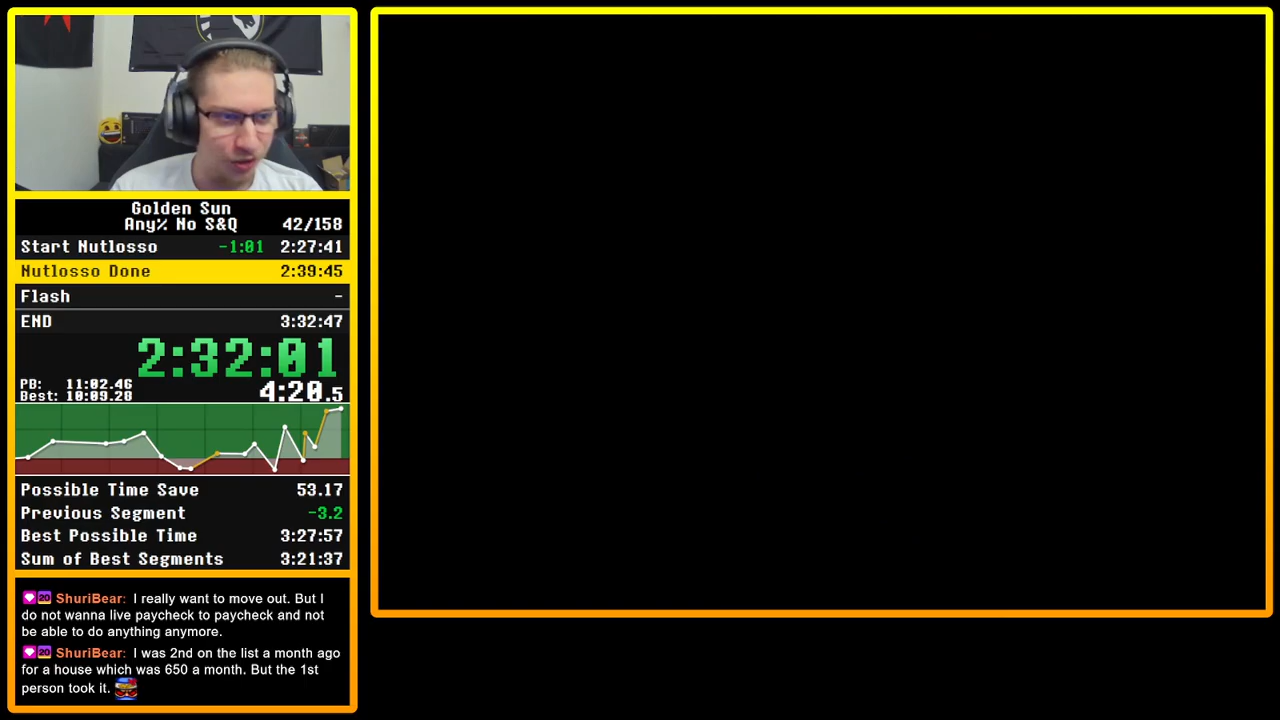 Golden Sun
Any% No S&Q 42/158
Start Nutlosso -1:01 2:27:41
Nutlosso Done 2:39:45
Flash -
END 3:32:47
2:32:01
PB: 11:02.46
Best: 10:09.28
4:20.5
Possible Time Save 53.17
Previous Segment -3.2
Best Possible Time 3:27:57
Sum of Best Segments 3:21:37
20 ShuriBear: I really want to move out. But I
do not wanna live paycheck to paycheck and not
be able to do anything anymore.
20 ShuriBear: I was 2nd on the list a month ago
for a house which was 650 a month. But the 1st
person took it.